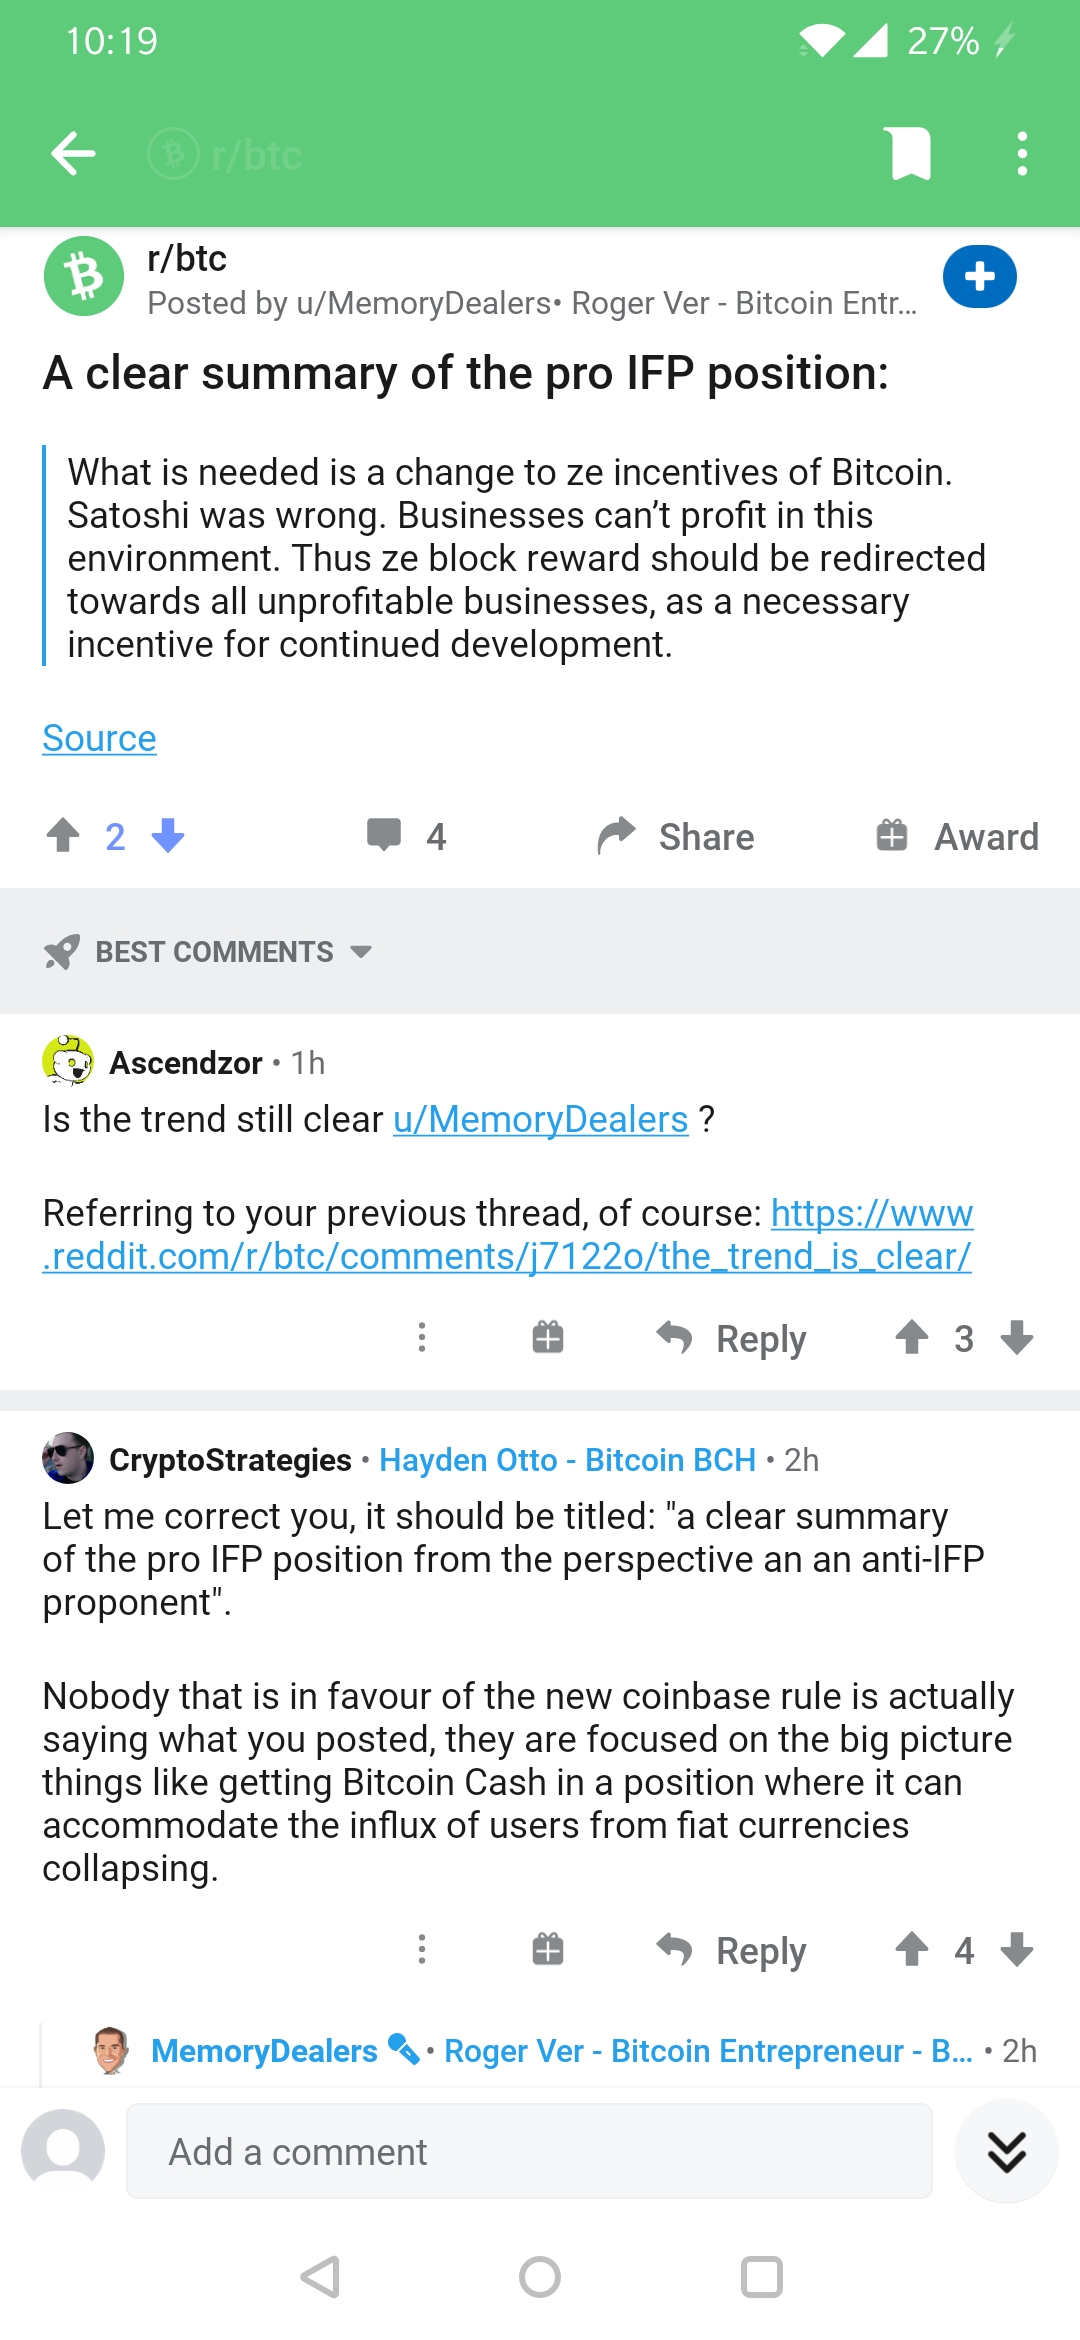 10:19
27%
r/btc
r/btc
Posted by u/MemoryDealers• Roger Ver - Bitcoin Entr...
A clear summary of the pro IFP position:
What is needed is a change to ze incentives of Bitcoin.
Satoshi was wrong. Businesses can’t profit in this
environment. Thus ze block reward should be redirected
towards all unprofitable businesses, as a necessary
incentive for continued development.
Source
2
4
Share
Award
BEST COMMENTS
Ascendzor • 1h
Is the trend still clear u/MemoryDealers ?
Referring to your previous thread, of course: https://www
.reddit.com/r/btc/comments/j7122o/the_trend_is_clear/
Reply
3
CryptoStrategies • Hayden Otto - Bitcoin BCH • 2h
Let me correct you, it should be titled: "a clear summary
of the pro IFP position from the perspective an an anti-IFP
proponent".
Nobody that is in favour of the new coinbase rule is actually
saying what you posted, they are focused on the big picture
things like getting Bitcoin Cash in a position where it can
accommodate the influx of users from fiat currencies
collapsing.
Reply
4
MemoryDealers • Roger Ver - Bitcoin Entrepreneur - B... • 2h
Add a comment